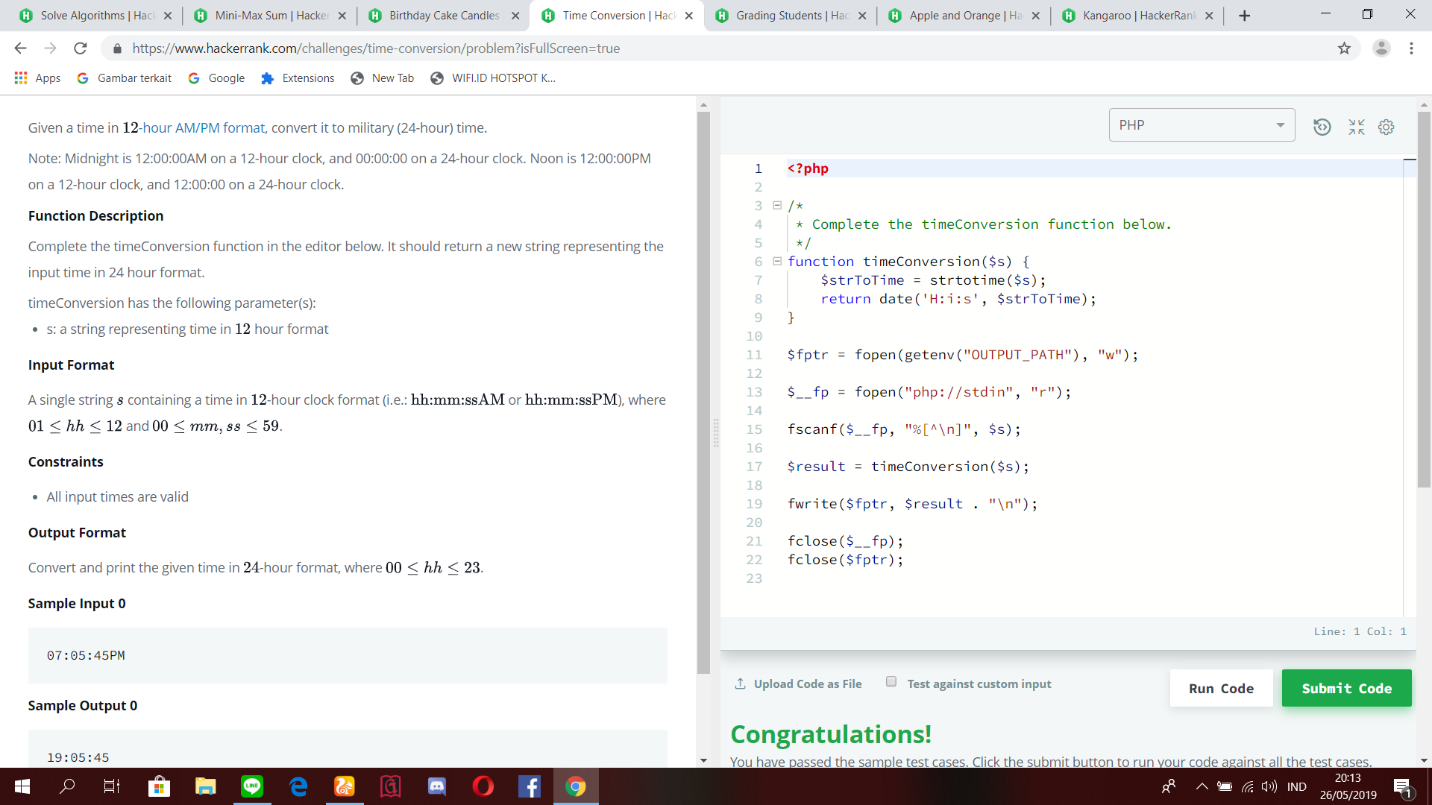 Solve Algorithms | Hac
Mini-Max Sum | Hacker
Birthday Cake Candles
Time Conversion | Hack
Grading Students | Ha
Apple and Orange | Ha
Kangaroo | HackerRank
https://www.hackerrank.com/challenges/time-conversion/problem?isFullScreen=true
Apps
Gambar terkait
Google
Extensions
New Tab
WIFI.ID HOTSPOT K...
Given a time in 12-hour AM/PM format, convert it to military (24-hour) time.
Note: Midnight is 12:00:00AM on a 12-hour clock, and 00:00:00 on a 24-hour clock. Noon is 12:00:00PM
on a 12-hour clock, and 12:00:00 on a 24-hour clock.
Function Description
Complete the timeConversion function in the editor below. It should return a new string representing the
input time in 24 hour format.
timeConversion has the following parameter(s):
• s: a string representing time in 12 hour format
Input Format
A single string s containing a time in 12-hour clock format (i.e.: hh:mm:ssAM or hh:mm:ssPM), where
01 ≤ hh ≤ 12 and 00 ≤ mm, ss ≤ 59.
Constraints
• All input times are valid
Output Format
Convert and print the given time in 24-hour format, where 00 ≤ hh ≤ 23.
Sample Input 0
07:05:45PM
Sample Output 0
19:05:45
PHP
1 <?php
2
3 /*
4 * Complete the timeConversion function below.
5 */
6 function timeConversion($s) {
7 $strToTime = strtotime($s);
8 return date('H:i:s', $strToTime);
9 }
10
11 $fptr = fopen(getenv("OUTPUT_PATH"), "w");
12
13 $__fp = fopen("php://stdin", "r");
14
15 fscanf($__fp, "%[^\n]", $s);
16
17 $result = timeConversion($s);
18
19 fwrite($fptr, $result . "\n");
20
21 fclose($__fp);
22 fclose($fptr);
23
Line: 1 Col: 1
Upload Code as File
Test against custom input
Run Code
Submit Code
Congratulations!
You have passed the sample test cases. Click the submit button to run your code against all the test cases.
LINE
IND
20:13
26/05/2019
1